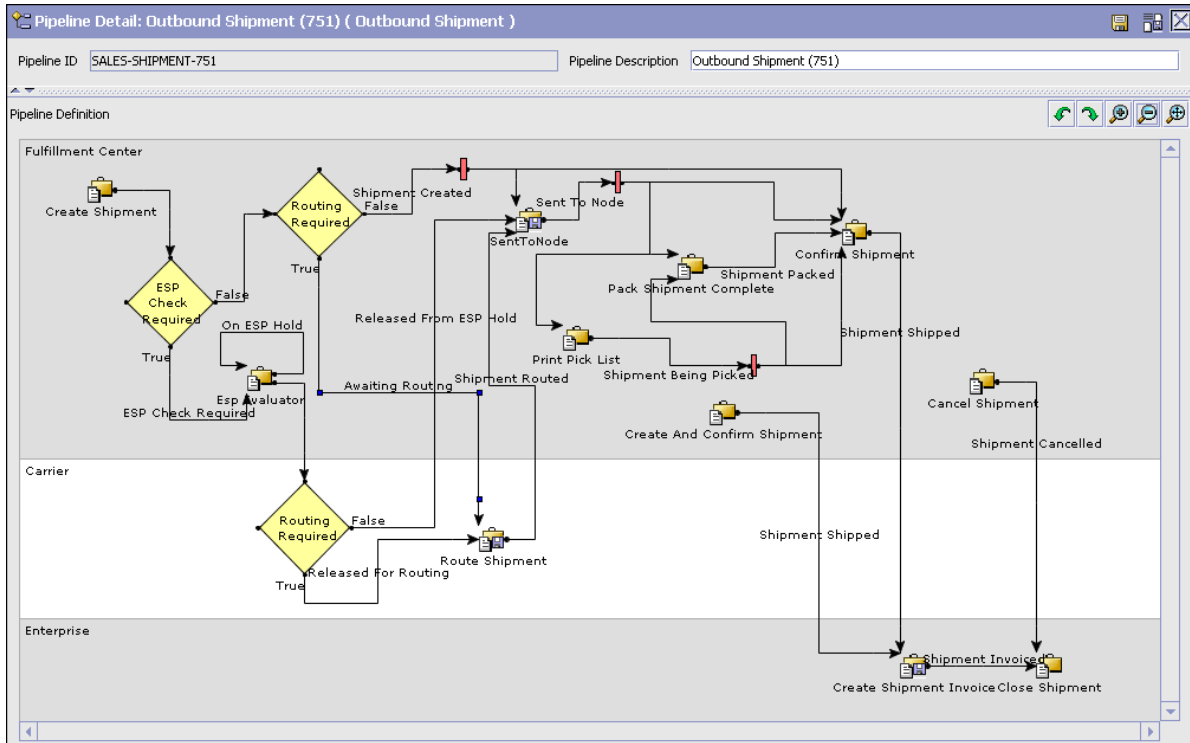 Pipeline Detail: Outbound Shipment (751) ( Outbound Shipment )
Pipeline ID SALES-SHIPMENT-751 Pipeline Description Outbound Shipment (751)
Pipeline Definition
Fulfillment Center
Create Shipment
Routing
Required
False
True
Shipment Created
Sent To Node
SentToNode
Confirm Shipment
Shipment Packed
Pack Shipment Complete
ESP
Check
Required
False
True
On ESP Hold
Released From ESP Hold
Shipment Shipped
Print Pick List
Shipment Being Picked
Esp Evaluator
ESP Check Required
Awaiting Routing
Shipment Routed
Cancel Shipment
Create And Confirm Shipment
Shipment Cancelled
Carrier
Routing
Required
False
True
Released For Routing
Route Shipment
Shipment Shipped
Enterprise
Shipment Invoiced
Create Shipment Invoice
Close Shipment